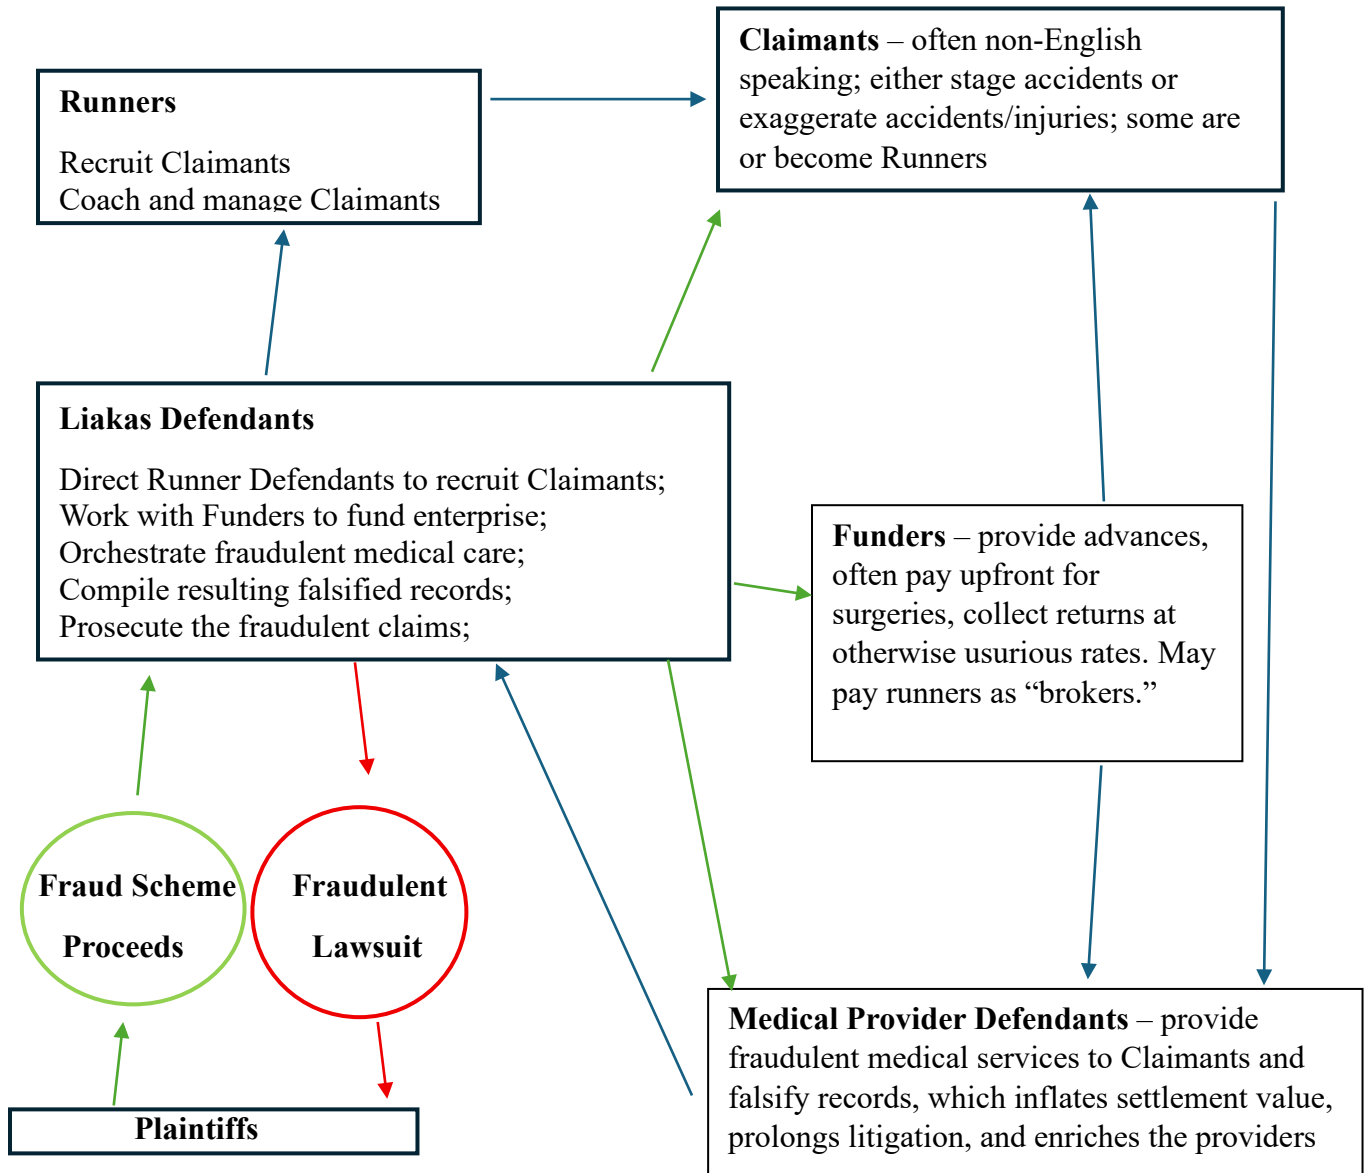 Runners
Recruit Claimants
Coach and manage Claimants
Claimants – often non-English
speaking; either stage accidents or
exaggerate accidents/injuries; some are
or become Runners
Liakas Defendants
Direct Runner Defendants to recruit Claimants;
Work with Funders to fund enterprise;
Orchestrate fraudulent medical care;
Compile resulting falsified records;
Prosecute the fraudulent claims;
Funders – provide advances,
often pay upfront for
surgeries, collect returns at
otherwise usurious rates. May
pay runners as “brokers.”
Fraud Scheme
Proceeds
Fraudulent
Lawsuit
Plaintiffs
Medical Provider Defendants – provide
fraudulent medical services to Claimants and
falsify records, which inflates settlement value,
prolongs litigation, and enriches the providers